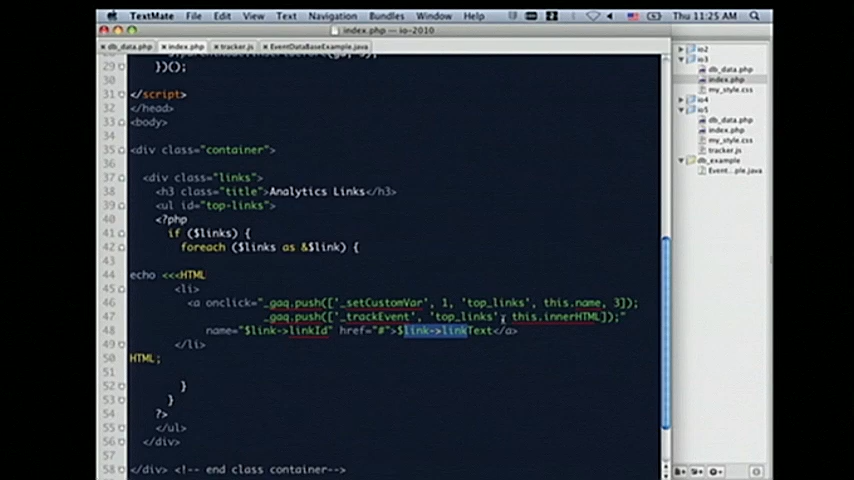 TextMate File Edit View Text Navigation Bundles Window Help Thu 11:25 AM
index.php — io-2010
db_data.php index.php tracker.js EventDataBaseExample.java
29 })();
30
31 </script>
32 </head>
33 <body>
34
35 <div class="container">
36
37 <div class="links">
38 <h3 class="title">Analytics Links</h3>
39 <ul id="top-links">
40 <?php
41 if ($links) {
42 foreach ($links as &$link) {
43
44 echo <<<HTML
45 <li>
46 <a onclick="_gaq.push(['_setCustomVar', 1, 'top_links', this.name, 3]);
47 _gaq.push(['_trackEvent', 'top_links', this.innerHTML]);"
48 name="$link->linkId" href="#">$link->linkText</a>
49 </li>
50 HTML;
51
52 }
53 }
54 ?>
55 </ul>
56 </div>
57
58 </div> <!-- end class container-->
io2
io3
db_data.php
index.php
my_style.css
io4
io5
db_data.php
index.php
my_style.css
tracker.js
db_example
Event...ple.java